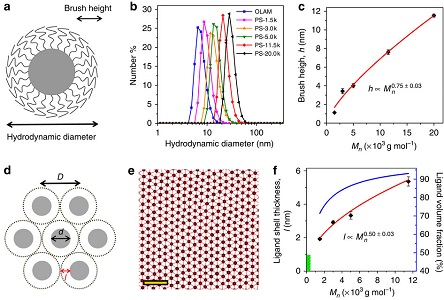 a
Brush height
Hydrodynamic diameter
b
Number %
30
25
20
15
10
5
0
OLAM
PS-1.5k
PS-3.0k
PS-5.0k
PS-11.5k
PS-20.0k
1
10
100
Hydrodynamic diameter (nm)
c
Brush heigh, h (nm)
12
10
8
6
4
2
0
h ∝ Mn^0.75 ± 0.03
0
5
10
15
20
Mn (×10³ g mol⁻¹)
d
D
d
l
e
f
Ligand shell thickness, l (nm)
6
4
2
0
l ∝ Mn^0.50 ± 0.03
0
2
4
6
8
10
12
Mn (×10³ g mol⁻¹)
90
80
70
60
50
40
Ligand volume fraction (%)